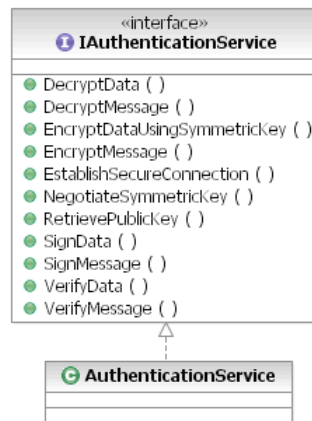 «interface»
I IAuthenticationService
DecryptData ( )
DecryptMessage ( )
EncryptDataUsingSymmetricKey ( )
EncryptMessage ( )
EstablishSecureConnection ( )
NegotiateSymmetricKey ( )
RetrievePublicKey ( )
SignData ( )
SignMessage ( )
VerifyData ( )
VerifyMessage ( )
C AuthenticationService